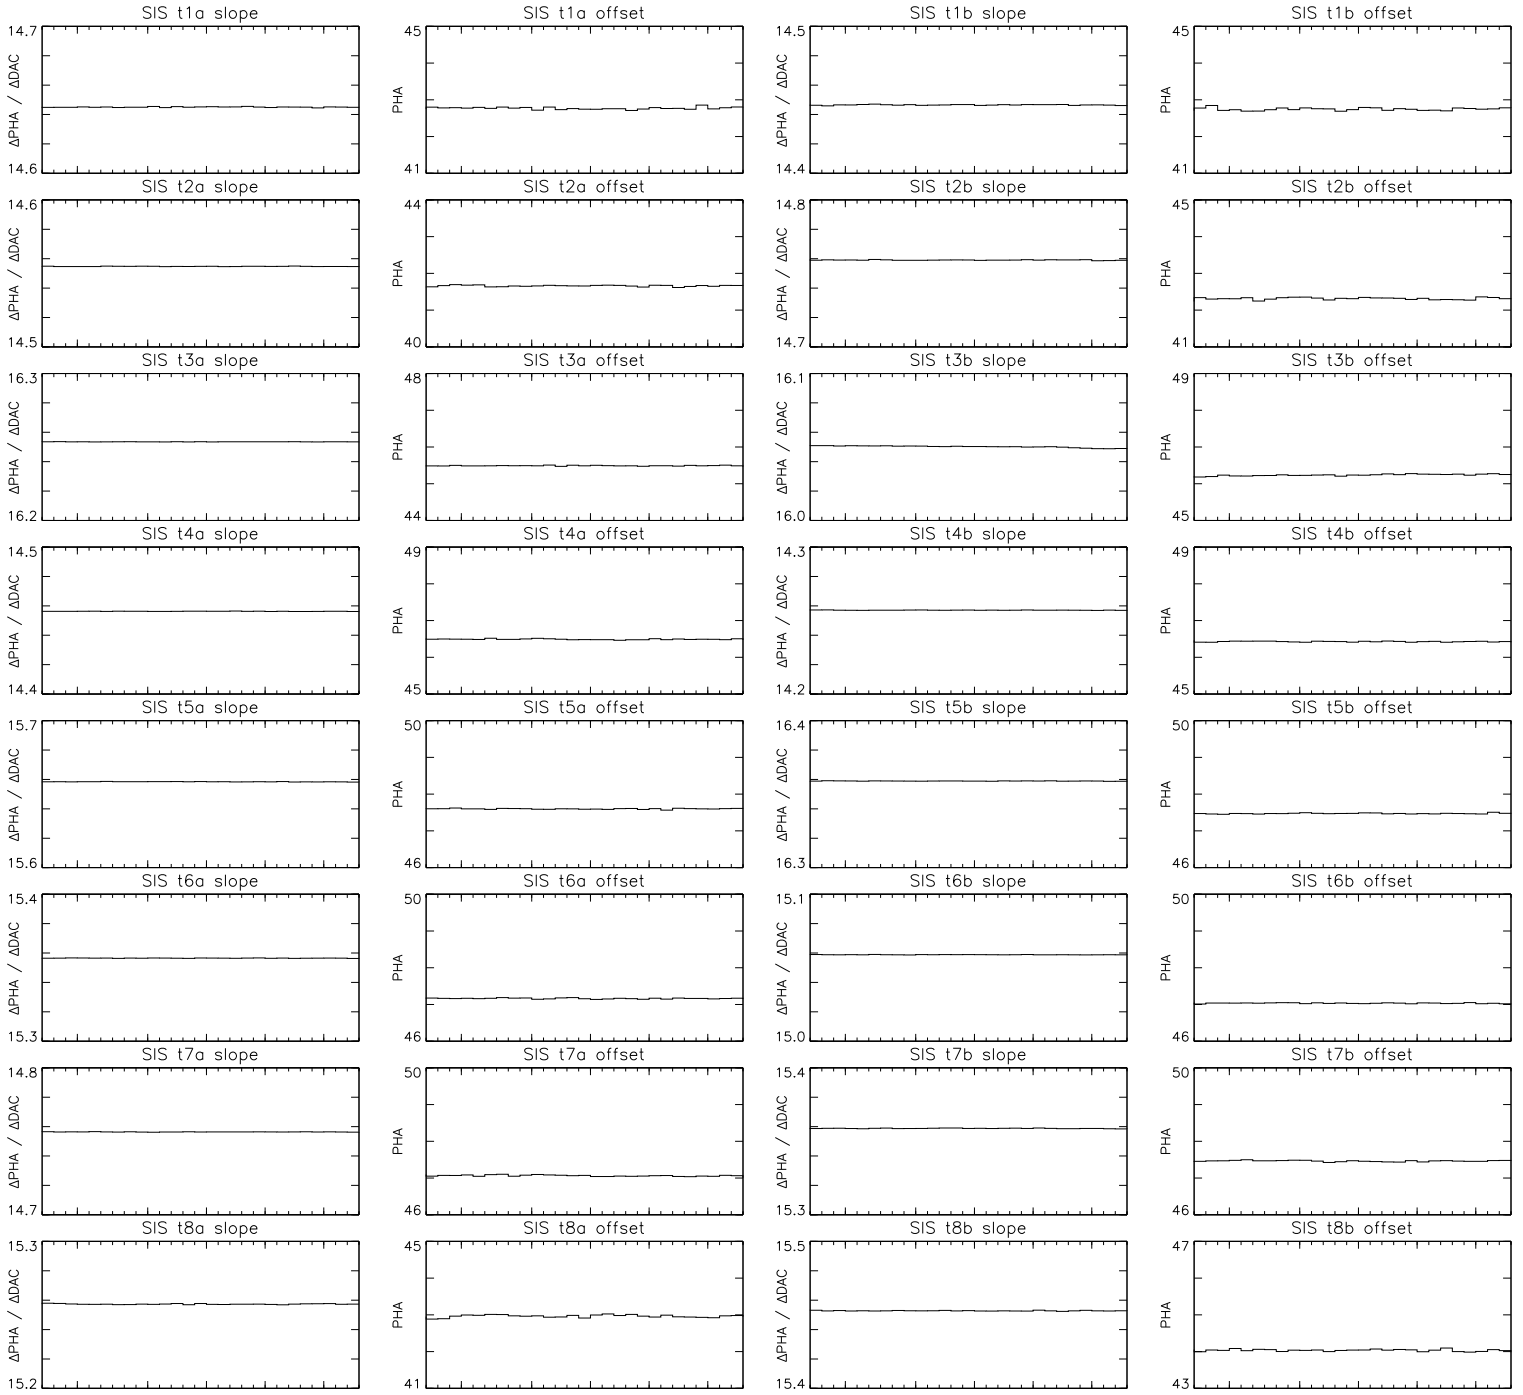 SIS t1a slope SIS t1a offset SIS t1b slope SIS t1b offset
14.7 45 14.5 45
ΔPHA / ΔDAC PHA ΔPHA / ΔDAC PHA
14.6 41 14.4 41
SIS t2a slope SIS t2a offset SIS t2b slope SIS t2b offset
14.6 44 14.8 45
ΔPHA / ΔDAC PHA ΔPHA / ΔDAC PHA
14.5 40 14.7 41
SIS t3a slope SIS t3a offset SIS t3b slope SIS t3b offset
16.3 48 16.1 49
ΔPHA / ΔDAC PHA ΔPHA / ΔDAC PHA
16.2 44 16.0 45
SIS t4a slope SIS t4a offset SIS t4b slope SIS t4b offset
14.5 49 14.3 49
ΔPHA / ΔDAC PHA ΔPHA / ΔDAC PHA
14.4 45 14.2 45
SIS t5a slope SIS t5a offset SIS t5b slope SIS t5b offset
15.7 50 16.4 50
ΔPHA / ΔDAC PHA ΔPHA / ΔDAC PHA
15.6 46 16.3 46
SIS t6a slope SIS t6a offset SIS t6b slope SIS t6b offset
15.4 50 15.1 50
ΔPHA / ΔDAC PHA ΔPHA / ΔDAC PHA
15.3 46 15.0 46
SIS t7a slope SIS t7a offset SIS t7b slope SIS t7b offset
14.8 50 15.4 50
ΔPHA / ΔDAC PHA ΔPHA / ΔDAC PHA
14.7 46 15.3 46
SIS t8a slope SIS t8a offset SIS t8b slope SIS t8b offset
15.3 45 15.5 47
ΔPHA / ΔDAC PHA ΔPHA / ΔDAC PHA
15.2 41 15.4 43